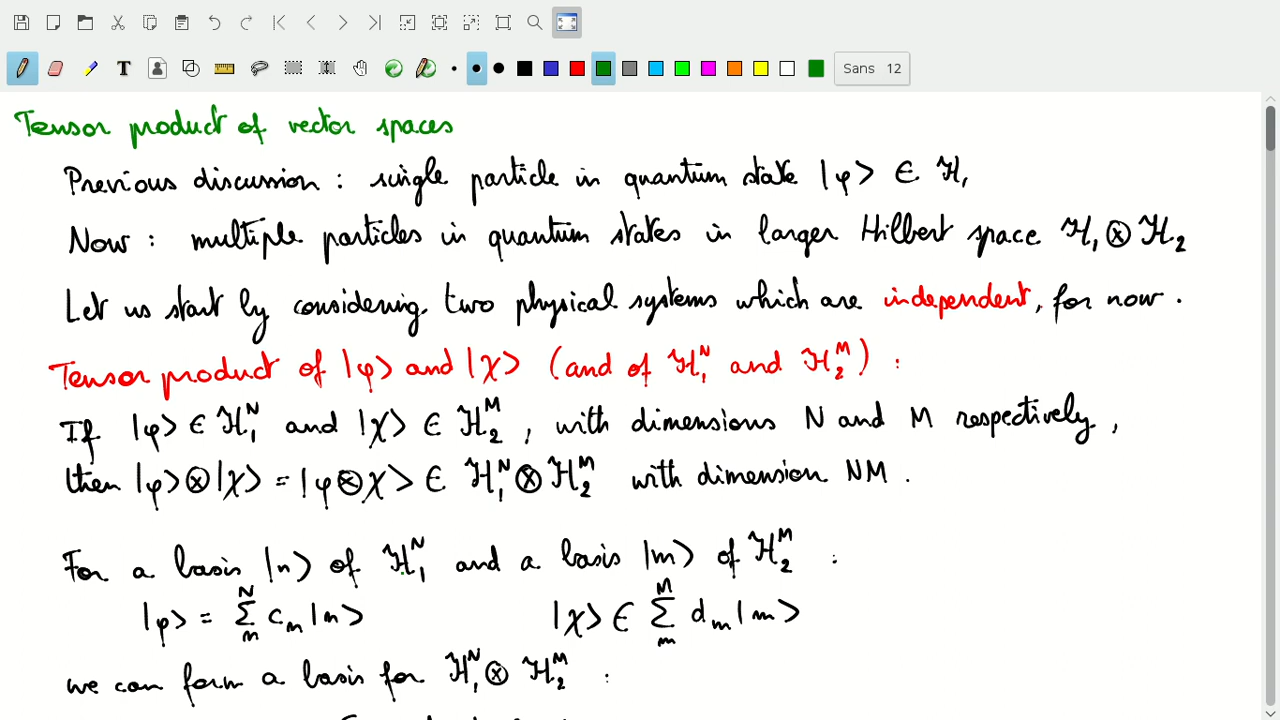 Sans 12
Tensor product of vector spaces
Previous discussion : single particle in quantum state |φ> ∈ ℋ₁
Now : multiple particles in quantum states in larger Hilbert space ℋ₁ ⊗ ℋ₂
Let us start by considering two physical systems which are independent, for now .
Tensor product of |φ> and |χ> (and of ℋ₁ᴺ and ℋ₂ᴹ) :
If |φ> ∈ ℋ₁ᴺ and |χ> ∈ ℋ₂ᴹ , with dimensions N and M respectively ,
then |φ> ⊗ |χ> = |φ ⊗ χ> ∈ ℋ₁ᴺ ⊗ ℋ₂ᴹ with dimension NM .
For a basis |n> of ℋ₁ᴺ and a basis |m> of ℋ₂ᴹ :
|φ> = Σₙᴺ cₙ |n> |χ> ∈ Σₘᴹ dₘ |m>
we can form a basis for ℋ₁ᴺ ⊗ ℋ₂ᴹ :